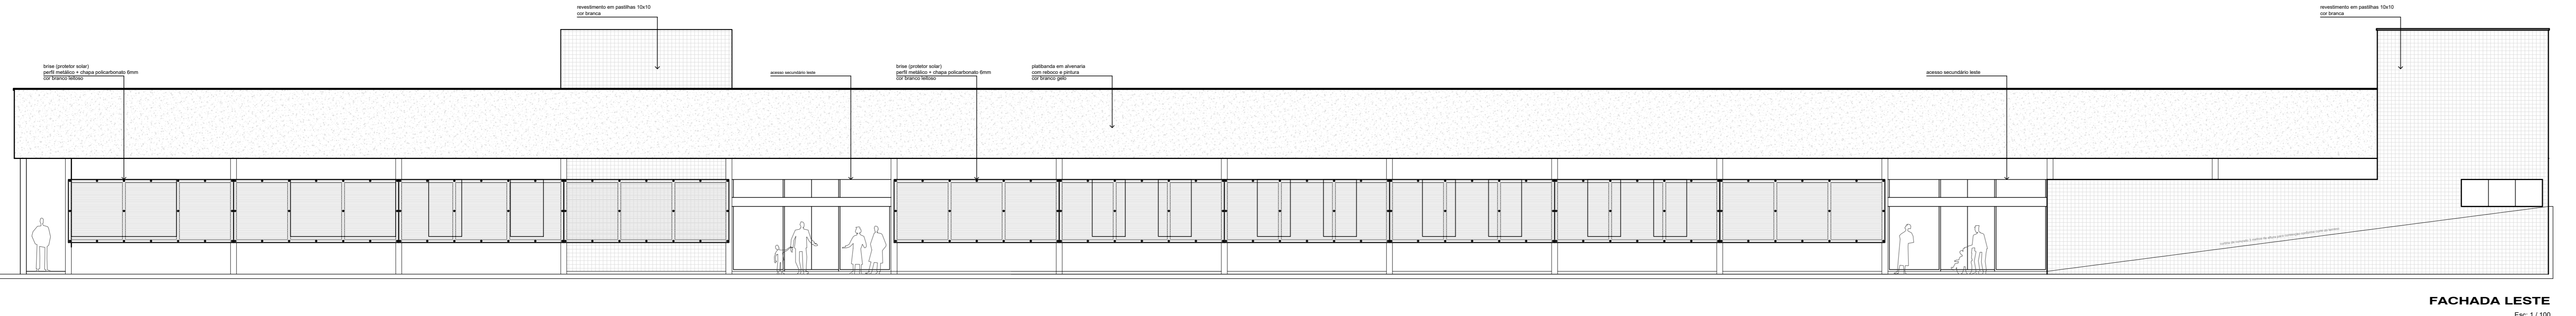 revestimento em pastilhas 10x10
cor branca
revestimento em pastilhas 10x10
cor branca
brise (protetor solar)
perfil metálico + chapa policarbonato 6mm
cor branco leitoso
acesso secundário leste
brise (protetor solar)
perfil metálico + chapa policarbonato 6mm
cor branco leitoso
platibanda em alvenaria
com reboco e pintura
cor branco gelo
acesso secundário leste
FACHADA LESTE
Esc: 1 / 100